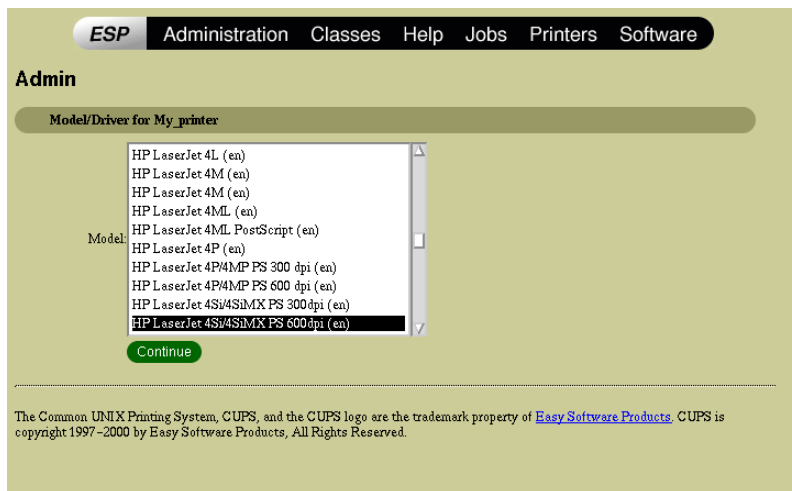 ESP Administration Classes Help Jobs Printers Software
Admin
Model/Driver for My_printer
HP LaserJet 4L (en)
HP LaserJet 4M (en)
HP LaserJet 4M (en)
HP LaserJet 4ML (en)
HP LaserJet 4ML PostScript (en)
Model:
HP LaserJet 4P (en)
HP LaserJet 4P/4MP PS 300 dpi (en)
HP LaserJet 4P/4MP PS 600 dpi (en)
HP LaserJet 4Si/4SiMX PS 300dpi (en)
HP LaserJet 4Si/4SiMX PS 600dpi (en)
Continue
The Common UNIX Printing System, CUPS, and the CUPS logo are the trademark property of Easy Software Products. CUPS is
copyright 1997-2000 by Easy Software Products, All Rights Reserved.